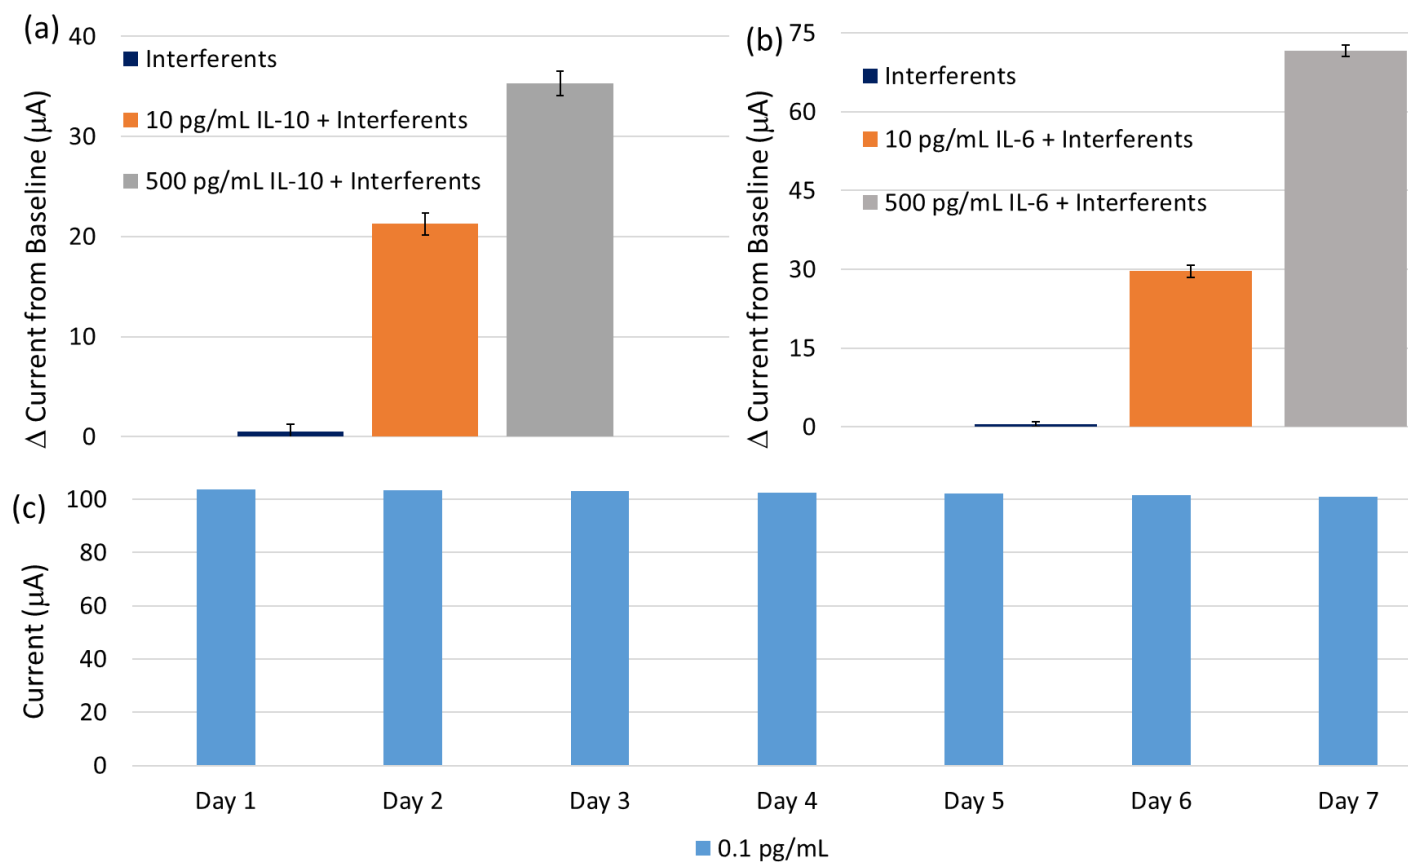 (a)
Δ Current from Baseline (µA)
40
30
20
10
0
Interferents
10 pg/mL IL-10 + Interferents
500 pg/mL IL-10 + Interferents
(b)
Δ Current from Baseline (µA)
75
60
45
30
15
0
Interferents
10 pg/mL IL-6 + Interferents
500 pg/mL IL-6 + Interferents
(c)
Current (µA)
100
80
60
40
20
0
Day 1 Day 2 Day 3 Day 4 Day 5 Day 6 Day 7
0.1 pg/mL